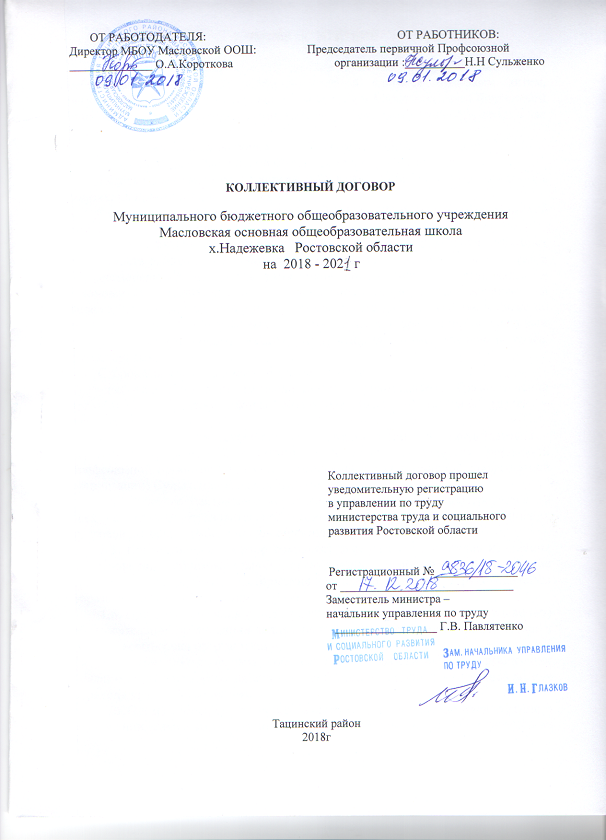 ОТ РАБОТОДАТЕЛЯ:
Директор МБОУ Масловской ООШ:
О.А.Короткова
09.01.2018
ОТ РАБОТНИКОВ:
Председатель первичной Профсоюзной
организации : Н.Н Сульженко
09.01.2018
КОЛЛЕКТИВНЫЙ ДОГОВОР
Муниципального бюджетного общеобразовательного учреждения
Масловская основная общеобразовательная школа
х.Надежевка Ростовской области
на 2018 - 2021 г
Коллективный договор прошел
уведомительную регистрацию
в управлении по труду
министерства труда и социального
развития Ростовской области
Регистрационный № 9836/18-2046
от 17.12.2018
Заместитель министра –
начальник управления по труду
Г.В. Павлятенко
МИНИСТЕРСТВО ТРУДА
И СОЦИАЛЬНОГО РАЗВИТИЯ
РОСТОВСКОЙ ОБЛАСТИ
ЗАМ. НАЧАЛЬНИКА УПРАВЛЕНИЯ
ПО ТРУДУ
И.Н.ГЛАЗКОВ
Тацинский район
2018г